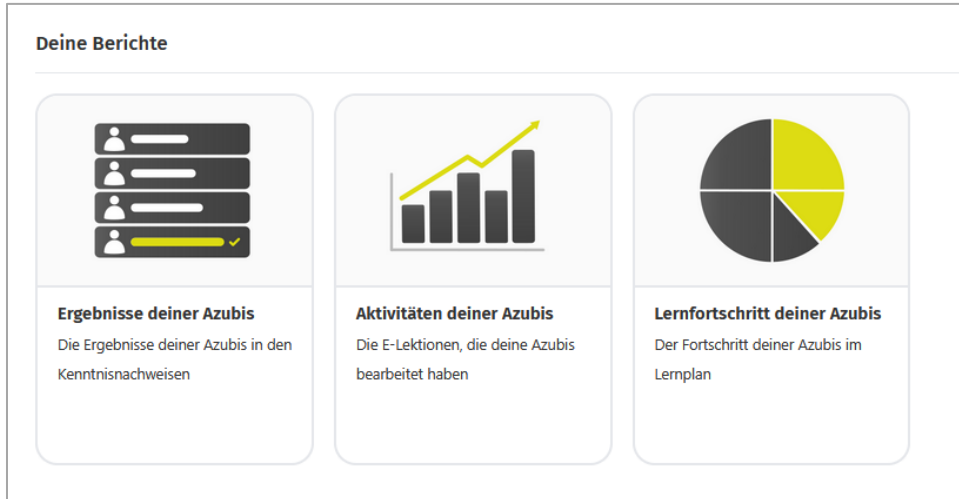 Deine Berichte
Ergebnisse deiner Azubis
Die Ergebnisse deiner Azubis in den
Kenntnisnachweisen
Aktivitäten deiner Azubis
Die E-Lektionen, die deine Azubis
bearbeitet haben
Lernfortschritt deiner Azubis
Der Fortschritt deiner Azubis im
Lernplan